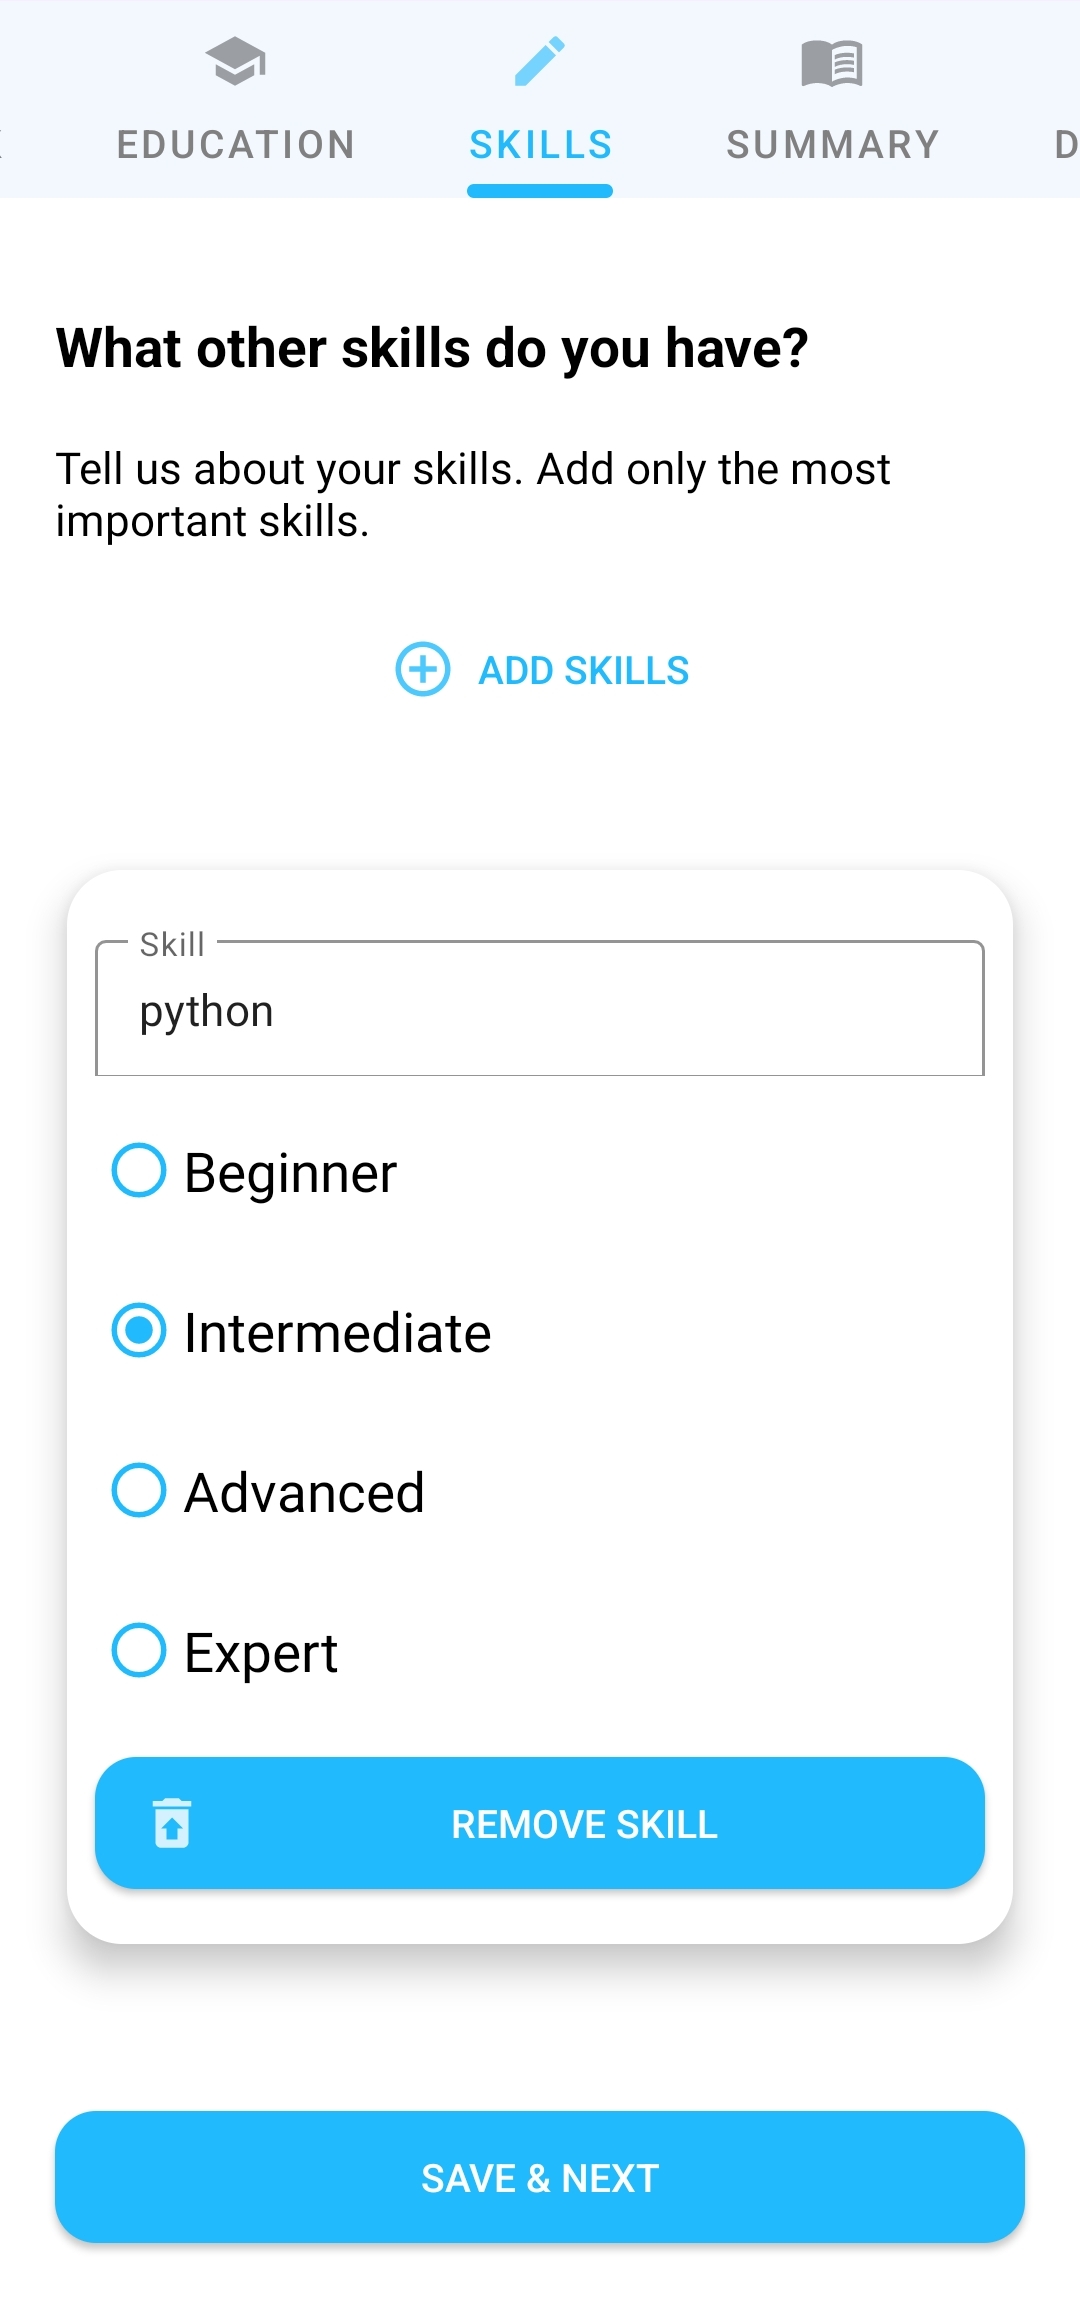 EDUCATION SKILLS SUMMARY D
What other skills do you have?
Tell us about your skills. Add only the most
important skills.
ADD SKILLS
Skill
python
Beginner
Intermediate
Advanced
Expert
REMOVE SKILL
SAVE & NEXT